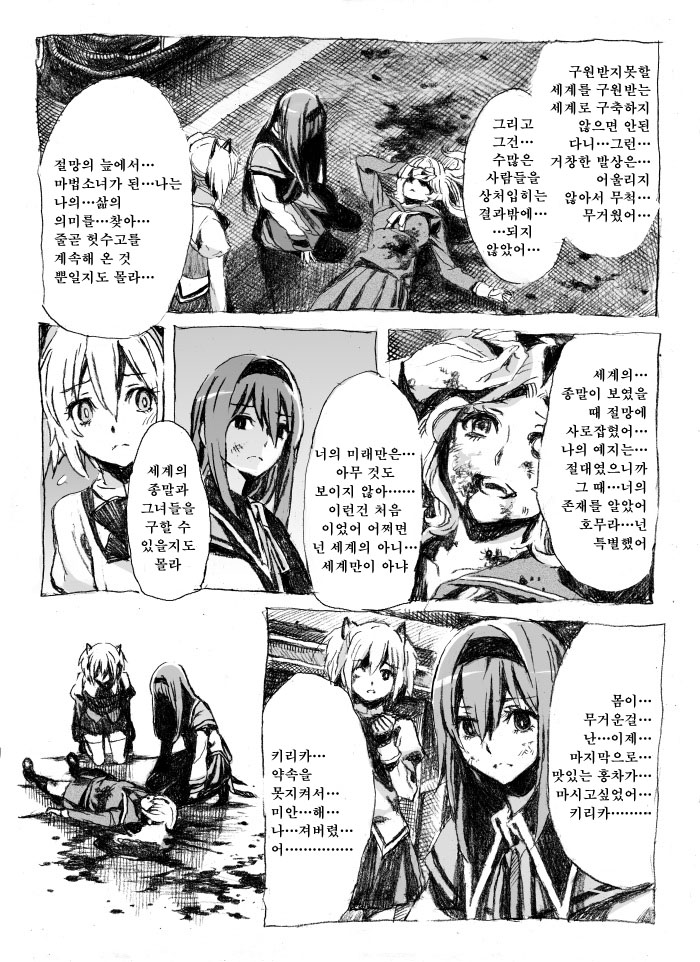 구원받지못할
세계를 구원받는
세계로 구축하지
않으면 안된
다니…그런…
거창한 발상은…
어울리지
않아서 무척…
무거웠어…
그리고
그건…
수많은
사람들을
상처입히는
결과밖에…
…되지
않았어…
절망의 늪에서…
마법소녀가 된…나는
나의…삶의
의미를…찾아…
줄곧 헛수고를
계속해 온 것
뿐일지도 몰라…
세계의…
종말이 보였을
때 절망에
사로잡혔어…
나의 예지는…
절대였으니까
그 때…너의
존재를 알았어
호무라…넌
특별했어
너의 미래만은…
아무 것도
보이지 않아……
이런건 처음
이었어 어쩌면
넌 세계의 아니…
세계만이 아냐
세계의
종말과
그녀들을
구할 수
있을지도
몰라
몸이…
무거운걸…
난…이제…
마지막으로…
맛있는 홍차가…
마시고싶었어…
키리카………
키리카…
약속을
못지켜서…
미안…해…
나…져버렸…
어……………